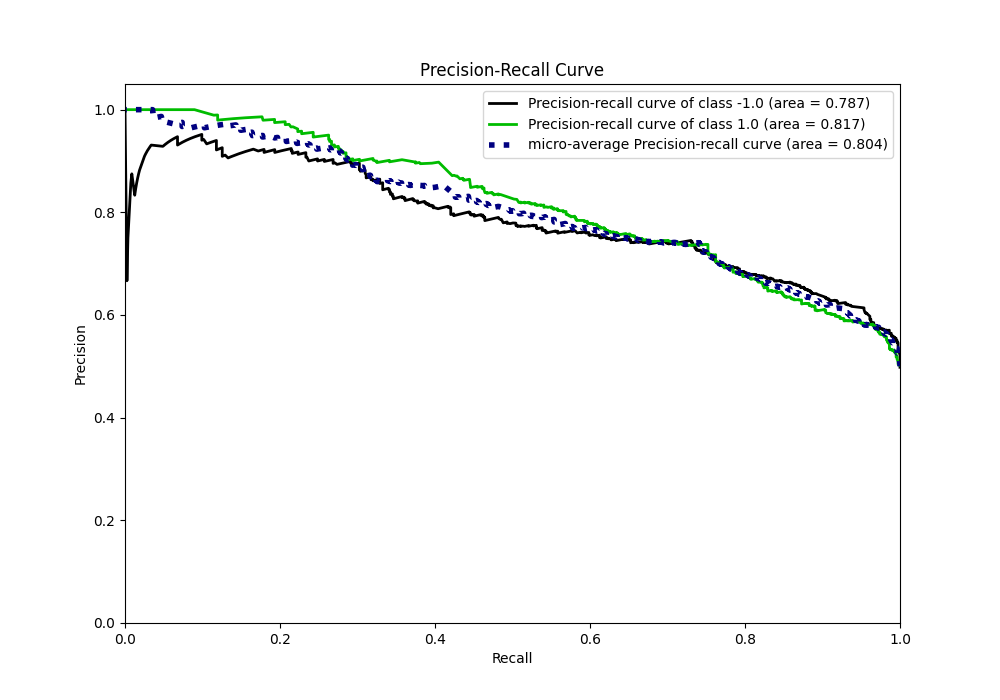 Precision-Recall Curve
Precision-recall curve of class -1.0 (area = 0.787)
Precision-recall curve of class 1.0 (area = 0.817)
micro-average Precision-recall curve (area = 0.804)
1.0
0.8
0.6
0.4
0.2
0.0
Precision
0.0 0.2 0.4 0.6 0.8 1.0
Recall